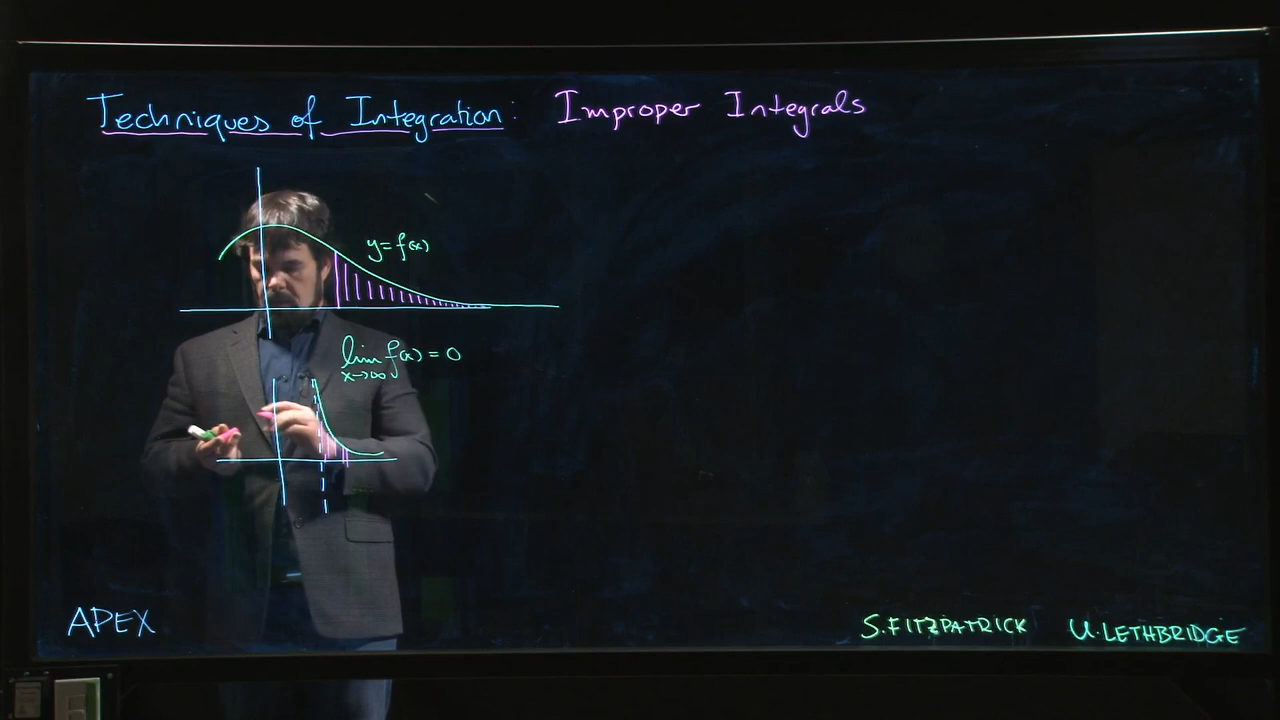 Techniques of Integration: Improper Integrals
y=f(x)
lim f(x) = 0
x→∞
APEX
S.FITZPATRICK U.LETHBRIDGE